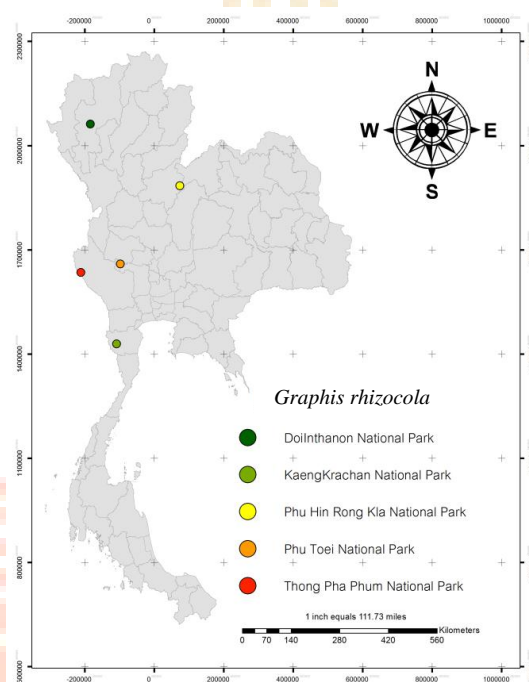 -200000 0 200000 400000 600000 800000 1000000
2300000
2000000
1700000
1400000
1100000
800000
N
W E
S
Graphis rhizocola
DoiInthanon National Park
KaengKrachan National Park
Phu Hin Rong Kla National Park
Phu Toei National Park
Thong Pha Phum National Park
1 inch equals 111.73 miles
Kilometers
0 70 140 280 420 560
-200000 0 200000 400000 600000 800000 1000000